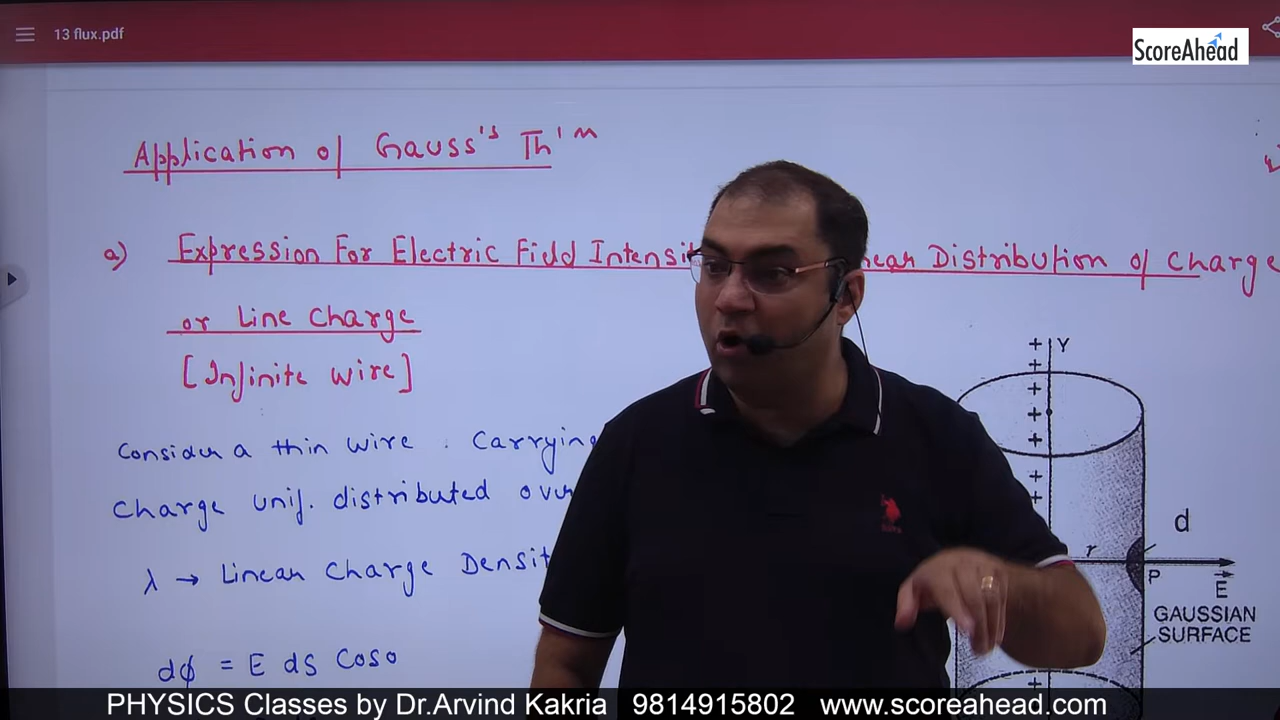 13 flux.pdf
ScoreAhead
Application of Gauss's Th'm
a) Expression For Electric Field Intensi
near Distribution of Charge
or Line Charge
[Infinite wire]
Consider a thin wire . Carrying
Charge unif. distributed over
λ → Linear Charge Densit
dφ = E ds Cos0
+ Y
+
+
+
+
+
+
r
d
P
E
GAUSSIAN
SURFACE
+
PHYSICS Classes by Dr.Arvind Kakria 9814915802 www.scoreahead.com